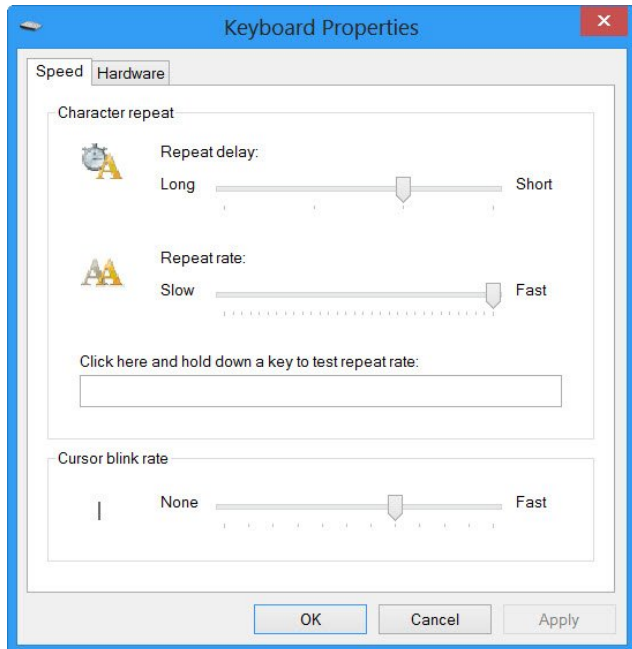 Keyboard Properties
Speed Hardware
Character repeat
Repeat delay:
Long Short
Repeat rate:
Slow Fast
Click here and hold down a key to test repeat rate:
Cursor blink rate
None Fast
OK Cancel Apply